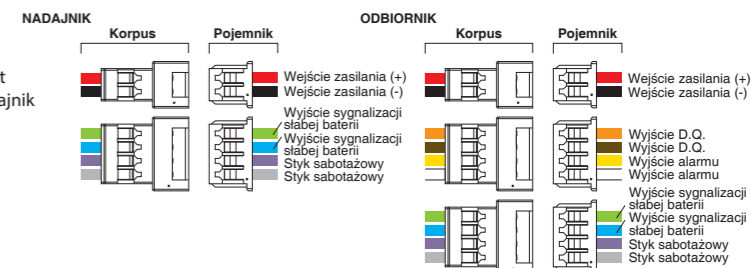 NADAJNIK
Korpus
Pojemnik
t
ajnik
Wejście zasilania (+)
Wejście zasilania (-)
Wyjście sygnalizacji
słabej baterii
Wyjście sygnalizacji
słabej baterii
Styk sabotażowy
Styk sabotażowy
ODBIORNIK
Korpus
Pojemnik
Wejście zasilania (+)
Wejście zasilania (-)
Wyjście D.Q.
Wyjście D.Q.
Wyjście alarmu
Wyjście alarmu
Wyjście sygnalizacji
słabej baterii
Wyjście sygnalizacji
słabej baterii
Styk sabotażowy
Styk sabotażowy